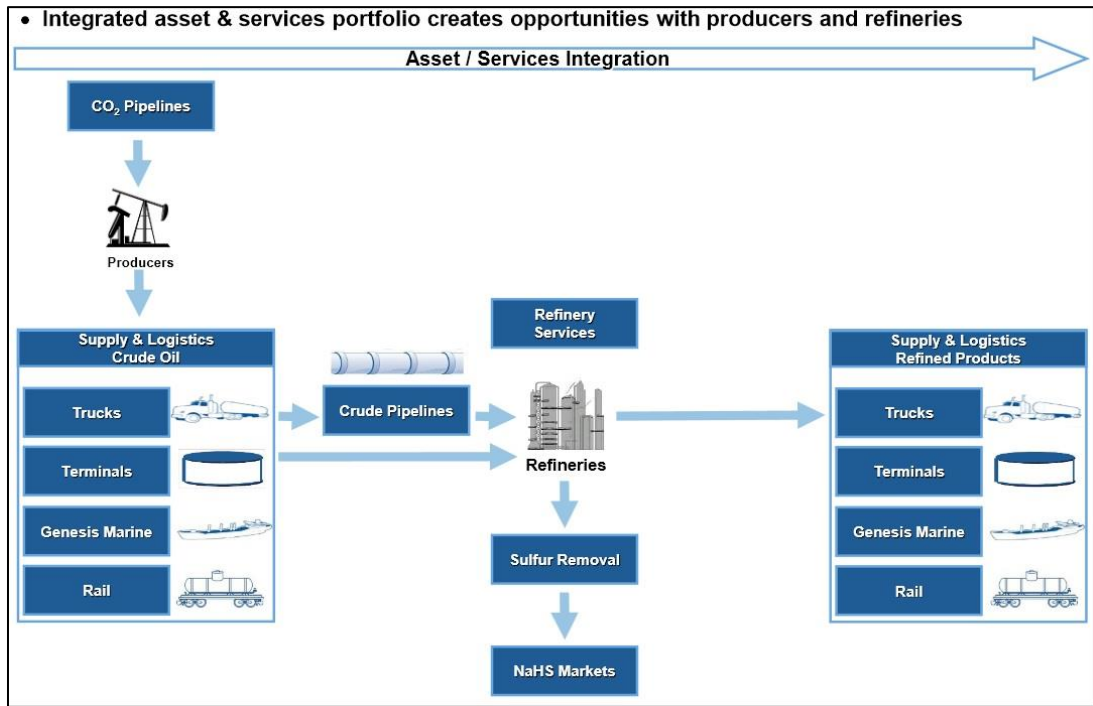 • Integrated asset & services portfolio creates opportunities with producers and refineries
Asset / Services Integration
CO₂ Pipelines
Producers
Supply & Logistics
Crude Oil
Trucks
Terminals
Genesis Marine
Rail
Crude Pipelines
Refinery
Services
Refineries
Sulfur Removal
NaHS Markets
Supply & Logistics
Refined Products
Trucks
Terminals
Genesis Marine
Rail